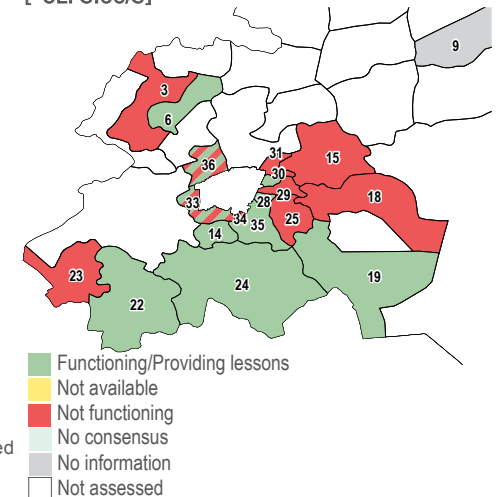 9
3
6
31
15
36
30
29
18
33
28
34
25
35
14
23
19
24
22
Functioning/Providing lessons
Not available
Not functioning
No consensus
ed
No information
Not assessed